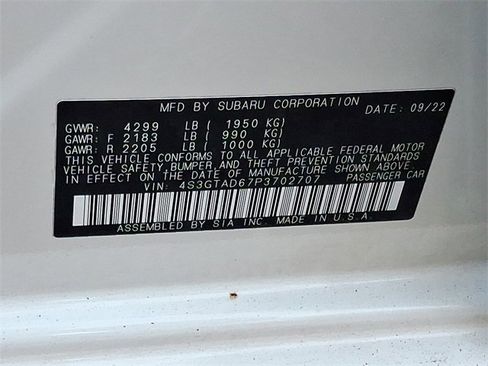 MFD BY SUBARU CORPORATION DATE: 09/22
GVWR: 4299 LB ( 1950 KG)
GAWR: F 2183 LB ( 990 KG)
GAWR: R 2205 LB ( 1000 KG)
THIS VEHICLE CONFORMS TO ALL APPLICABLE FEDERAL MOTOR
VEHICLE SAFETY,BUMPER,AND THEFT PREVENTION STANDARDS
IN EFFECT ON THE DATE OF MANUFACTURE SHOWN ABOVE.
VIN: 4S3GTAD67P3702707 PASSENGER CAR
ASSEMBLED BY SIA INC. MADE IN U.S.A.